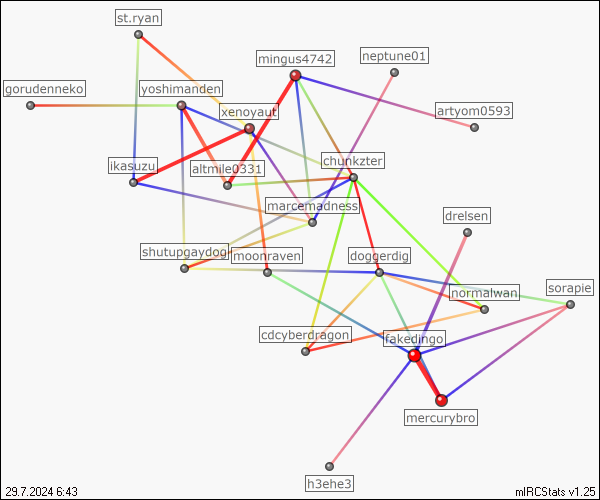 st.ryan
mingus4742
neptune01
gorudenneko
yoshimanden
xenoyaut
artyom0593
ikasuzu
altmile0331
chunkzter
marcemadness
drelsen
shutupgaydog
moonraven
doggerdig
normalwan
sorapie
cdcyberdragon
fakedingo
mercurybro
h3ehe3
29.7.2024 6:43
mIRCStats v1.25